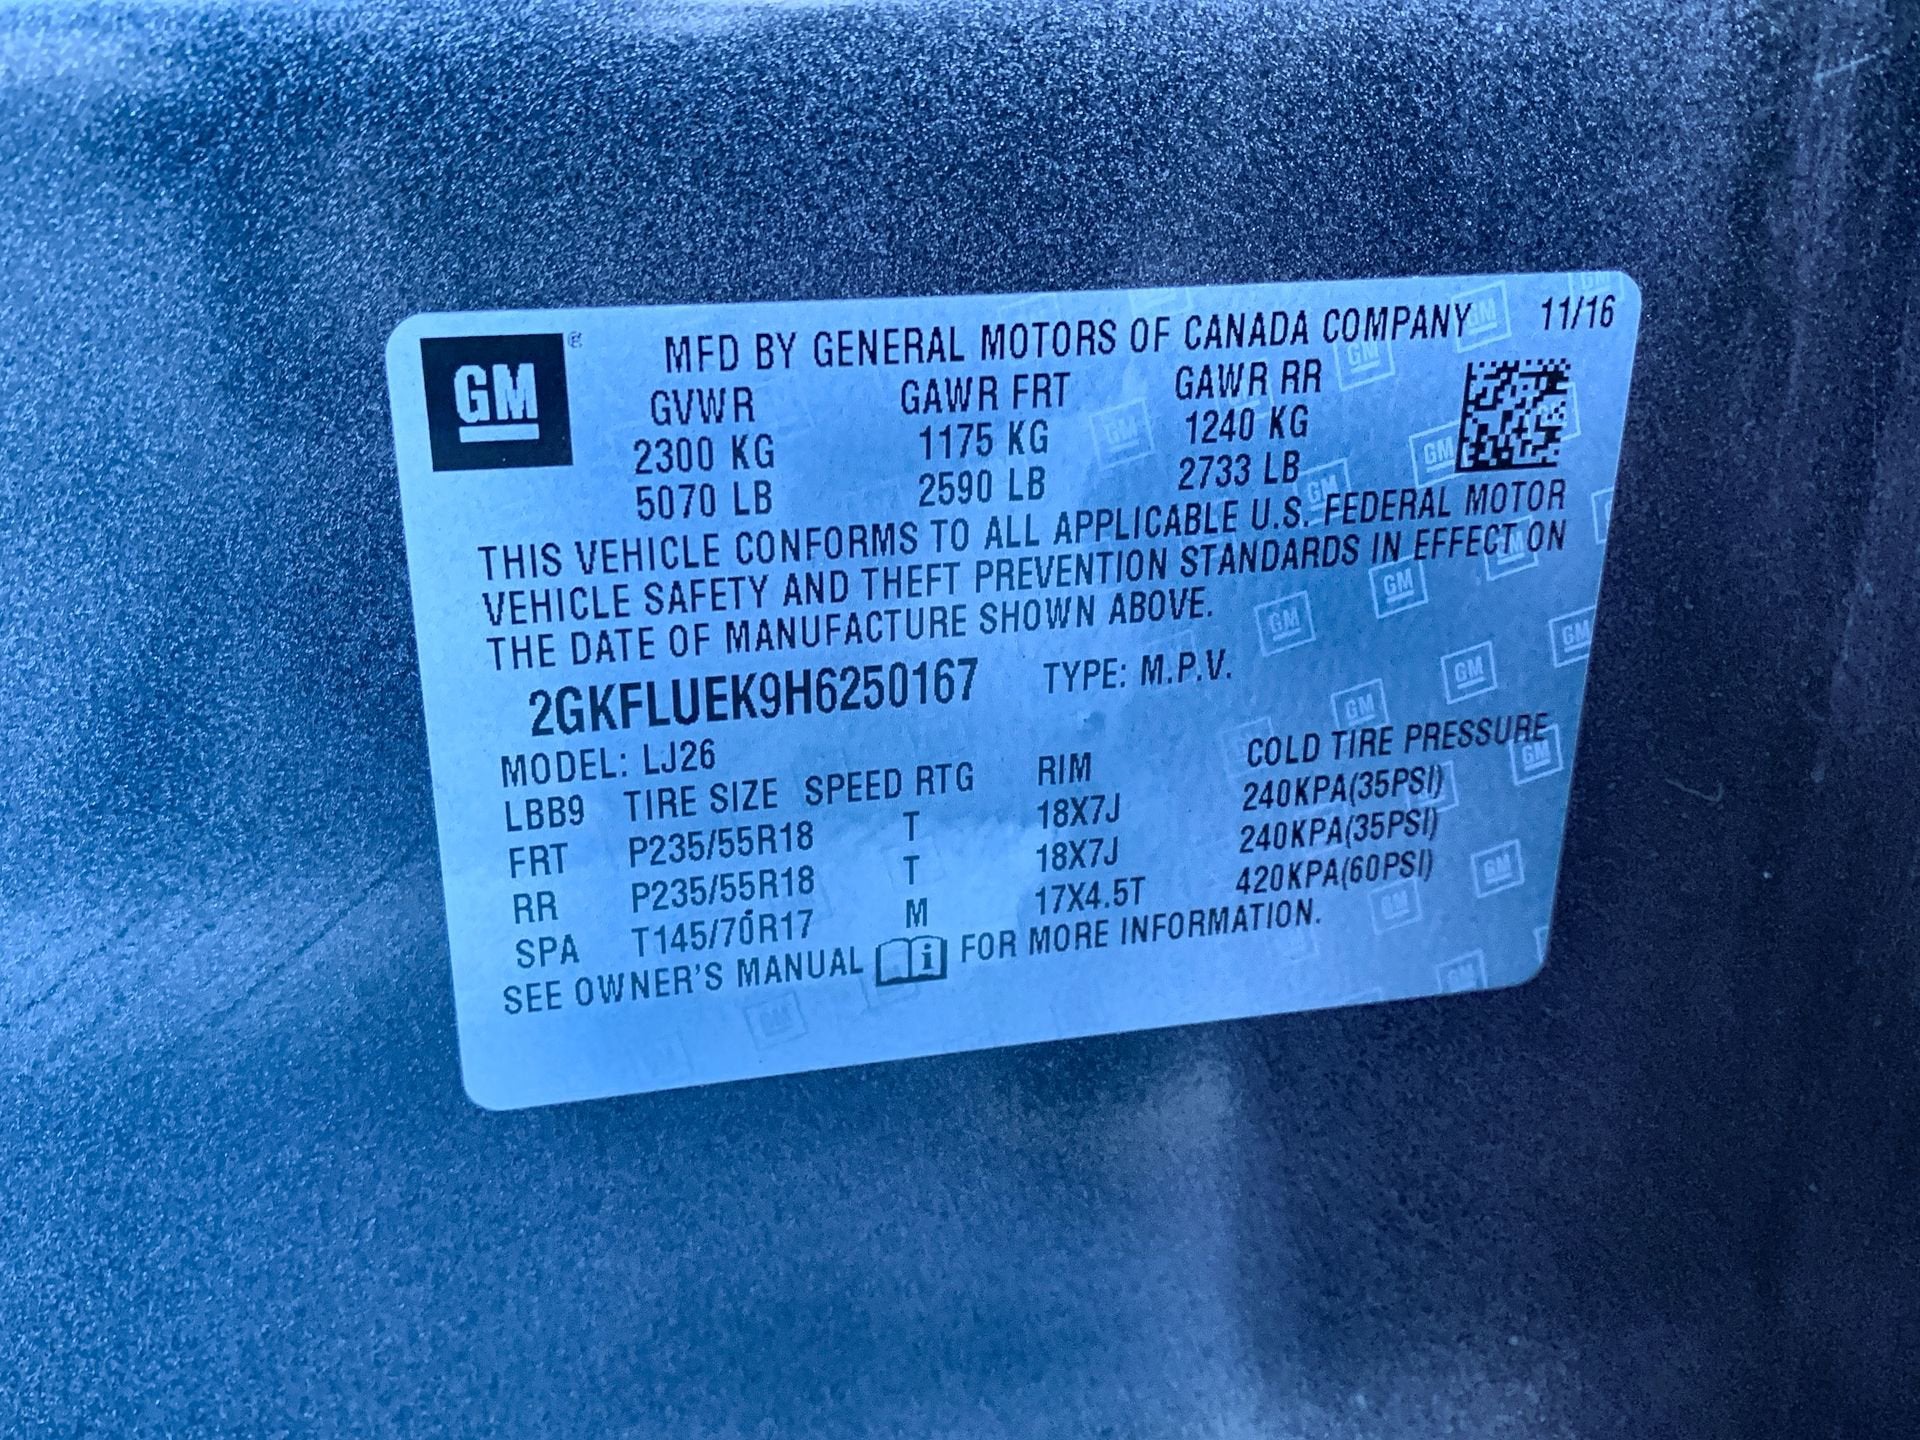 GM ® MFD BY GENERAL MOTORS OF CANADA COMPANY 11/16
GVWR GAWR FRT GAWR RR
2300 KG 1175 KG 1240 KG
5070 LB 2590 LB 2733 LB
THIS VEHICLE CONFORMS TO ALL APPLICABLE U.S. FEDERAL MOTOR
VEHICLE SAFETY AND THEFT PREVENTION STANDARDS IN EFFECT ON
THE DATE OF MANUFACTURE SHOWN ABOVE.
2GKFLUEK9H6250167 TYPE: M.P.V.
MODEL: LJ26
LBB9 TIRE SIZE SPEED RTG RIM COLD TIRE PRESSURE
FRT P235/55R18 T 18X7J 240KPA(35PSI)
RR P235/55R18 T 18X7J 240KPA(35PSI)
SPA T145/70R17 M 17X4.5T 420KPA(60PSI)
SEE OWNER'S MANUAL i FOR MORE INFORMATION.